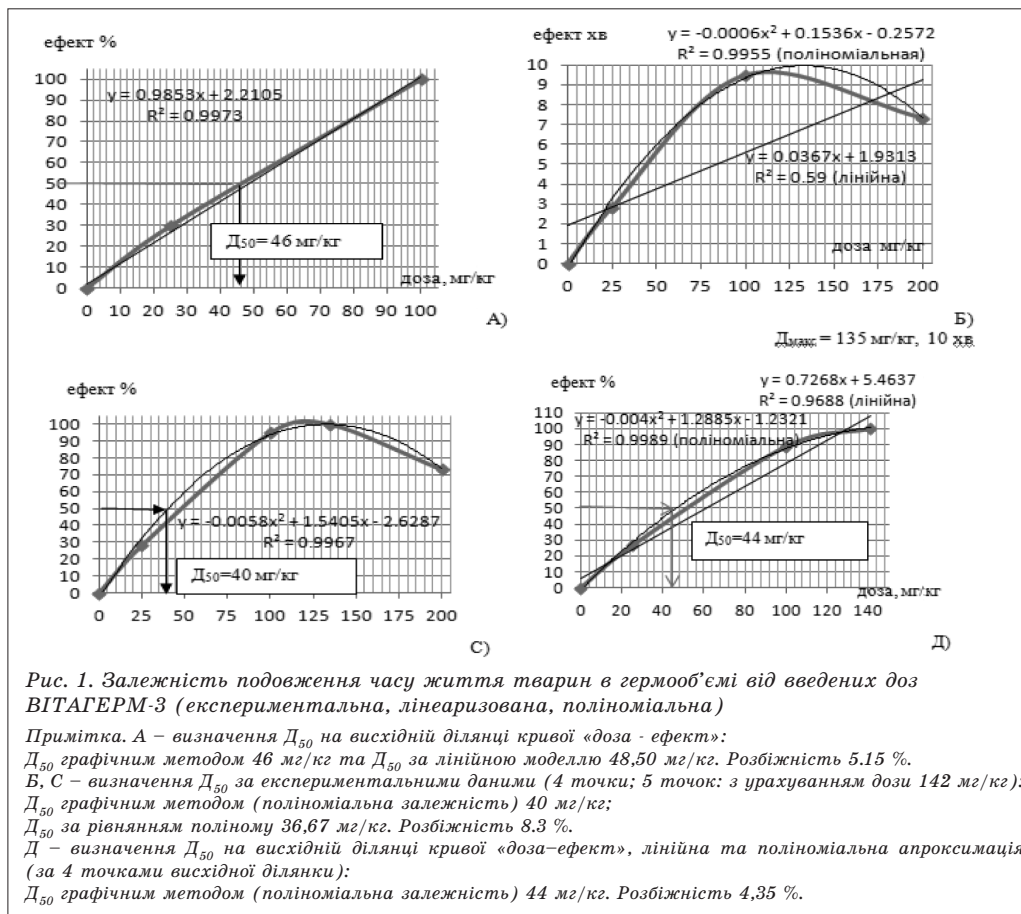 ефект %
y = 0.9853x + 2.2105
R² = 0.9973
100
90
80
70
60
50
40
30
20
10
0
Д50= 46 мг/кг
доза, мг/кг
0 10 20 30 40 50 60 70 80 90 100
А)
ефект хв
y = -0.0006x² + 0.1536x - 0.2572
R² = 0.9955 (поліноміальная)
10
9
8
7
6
5
4
3
2
1
0
y = 0.0367x + 1.9313
R² = 0.59 (лінійна)
доза мг/кг
0 25 50 75 100 125 150 175 200
Б)
Дмакс = 135 мг/кг, 10 хв
ефект %
100
90
80
70
60
50
40
30
20
10
0
y = -0.0058x² + 1.5405x - 2.6287
R² = 0.9967
Д50=40 мг/кг
0 25 50 75 100 125 150 175 200
С)
ефект %
y = 0.7268x + 5.4637
R² = 0.9688 (лінійна)
y = -0.004x² + 1.2885x - 1.2321
R² = 0.9989 (поліноміальна)
110
100
90
80
70
60
50
40
30
20
10
0
Д50=44 мг/кг
доза, мг/кг
0 20 40 60 80 100 120 140
Д)
Рис. 1. Залежність подовження часу життя тварин в гермооб’ємі від введених доз
ВІТАГЕРМ-3 (експериментальна, лінеаризована, поліноміальна)
Примітка. А – визначення Д50 на висхідній ділянці кривої «доза - ефект»:
Д50 графічним методом 46 мг/кг та Д50 за лінійною моделлю 48,50 мг/кг. Розбіжність 5.15 %.
Б, С – визначення Д50 за експериментальними даними (4 точки; 5 точок: з урахуванням дози 142 мг/кг):
Д50 графічним методом (поліноміальна залежність) 40 мг/кг;
Д50 за рівнянням поліному 36,67 мг/кг. Розбіжність 8.3 %.
Д – визначення Д50 на висхідній ділянці кривої «доза–ефект», лінійна та поліноміальна апроксимація
(за 4 точками висхідної ділянки):
Д50 графічним методом (поліноміальна залежність) 44 мг/кг. Розбіжність 4,35 %.